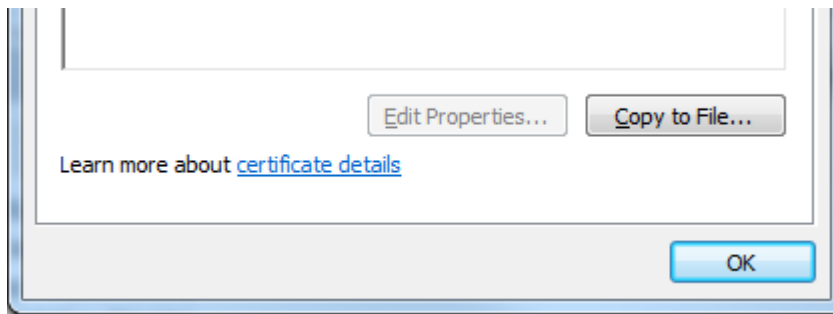 Edit Properties... Copy to File...
Learn more about certificate details
OK